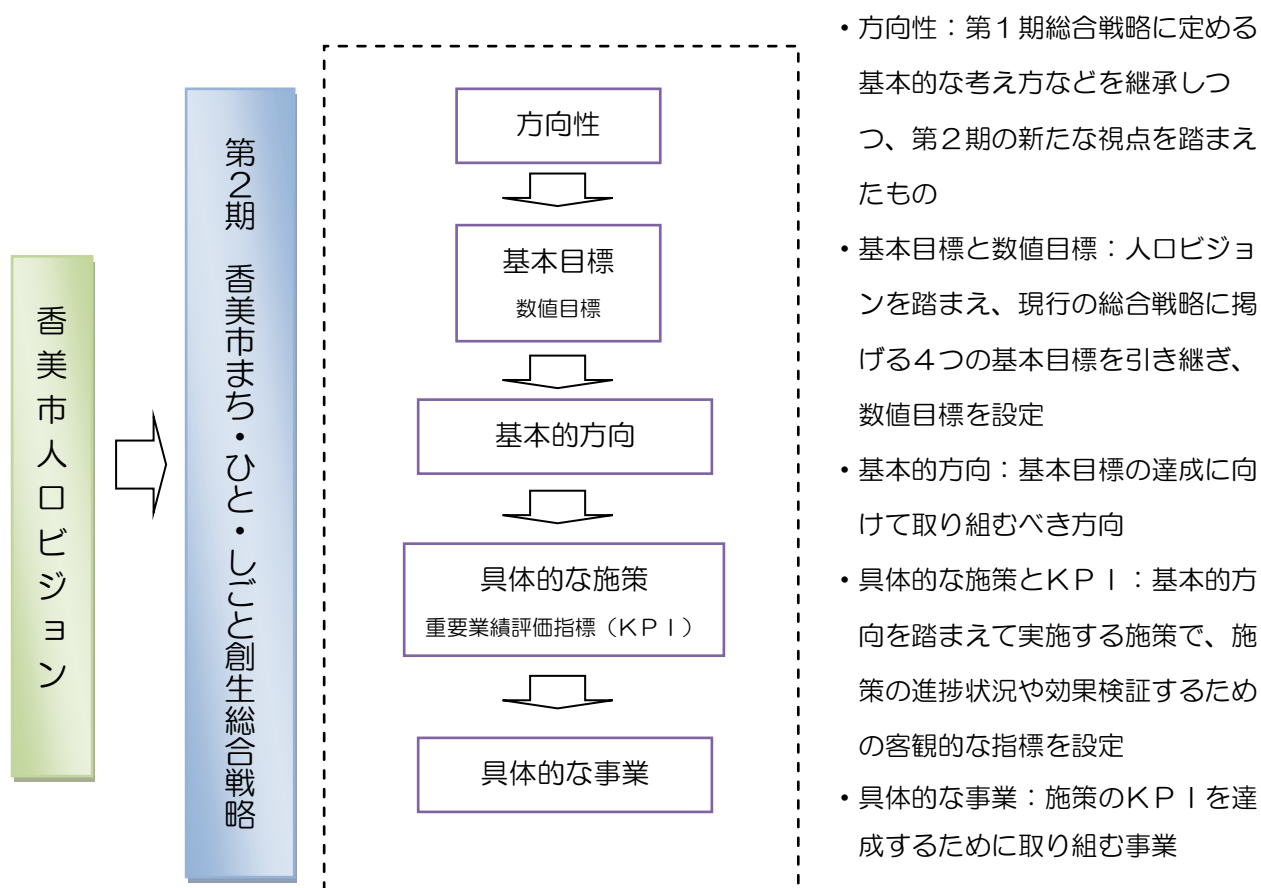 香美市人口ビジョン
第2期　香美市まち・ひと・しごと創生総合戦略
方向性
基本目標
数値目標
基本的方向
具体的な施策
重要業績評価指標（KPI）
具体的な事業
・方向性：第１期総合戦略に定める
基本的な考え方などを継承しつ
つ、第２期の新たな視点を踏まえ
たもの
・基本目標と数値目標：人口ビジョ
ンを踏まえ、現行の総合戦略に掲
げる４つの基本目標を引き継ぎ、
数値目標を設定
・基本的方向：基本目標の達成に向
けて取り組むべき方向
・具体的な施策とＫＰＩ：基本的方
向を踏まえて実施する施策で、施
策の進捗状況や効果検証するため
の客観的な指標を設定
・具体的な事業：施策のＫＰＩを達
成するために取り組む事業